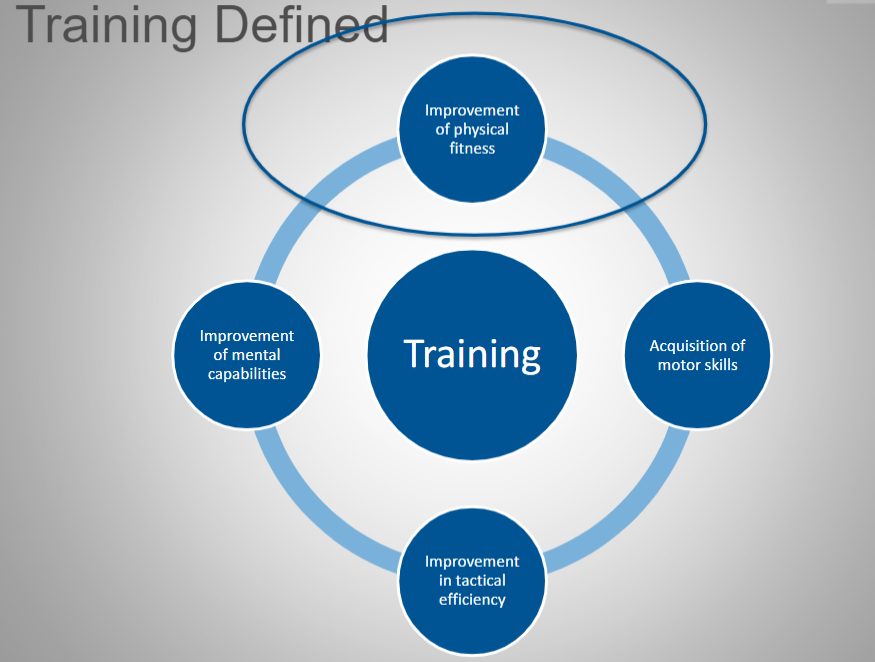 Training Defined
Improvement
of physical
fitness
Improvement
of mental
capabilities
Training
Acquisition of
motor skills
Improvement
in tactical
efficiency